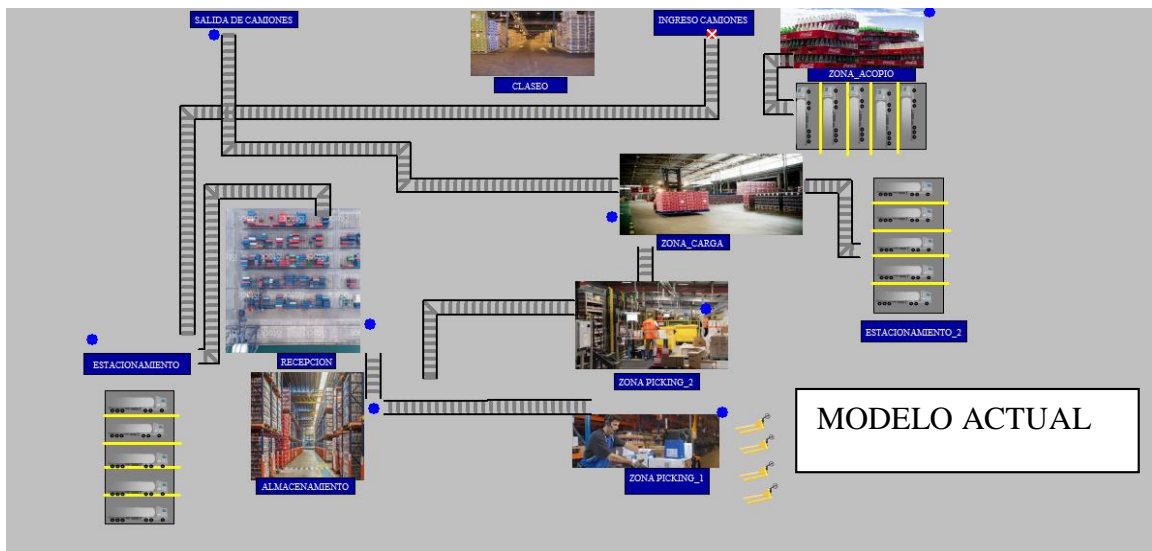 SALIDA DE CAMIONES
INGRESO CAMIONES
CLASEO
ZONA_ACOPIO
ZONA_CARGA
ESTACIONAMIENTO_2
ESTACIONAMIENTO
RECEPCION
ZONA PICKING_2
MODELO ACTUAL
ALMACENAMIENTO
ZONA PICKING_1